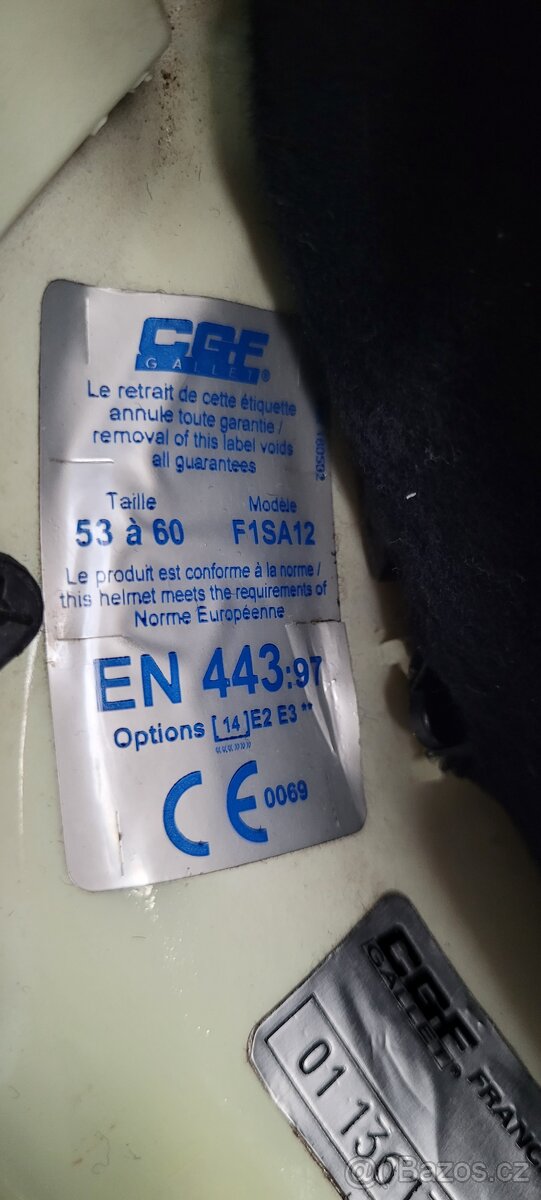 CGF
GALLET®
Le retrait de cette étiquette
annule toute garantie /
removal of this label voids
all guarantees
Taille Modèle
53 à 60 F1SA12
Le produit est conforme à la norme /
this helmet meets the requirements of
Norme Européenne
EN 443:97
Options [14]E2 E3 **
«««»»»
CE 0069
CGF
GALLET®
FRANC
01 136
Bazos.cz